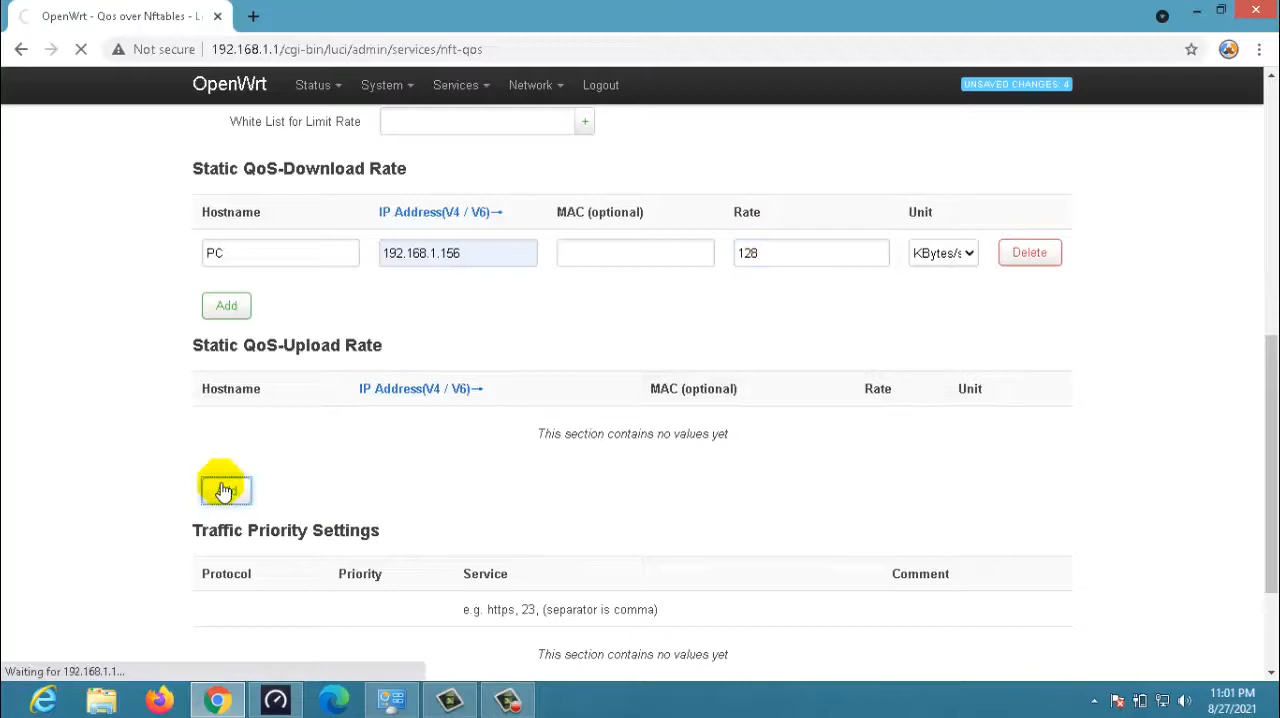 OpenWrt - Qos over Nftables - L
Not secure 192.168.1.1/cgi-bin/luci/admin/services/nft-qos
OpenWrt Status System Services Network Logout UNSAVED CHANGES: 4
White List for Limit Rate +
Static QoS-Download Rate
Hostname IP Address(V4 / V6)→ MAC (optional) Rate Unit
PC 192.168.1.156 128 KBytes/s Delete
Add
Static QoS-Upload Rate
Hostname IP Address(V4 / V6)→ MAC (optional) Rate Unit
This section contains no values yet
Traffic Priority Settings
Protocol Priority Service Comment
e.g. https, 23, (separator is comma)
This section contains no values yet
Waiting for 192.168.1.1...
11:01 PM
8/27/2021